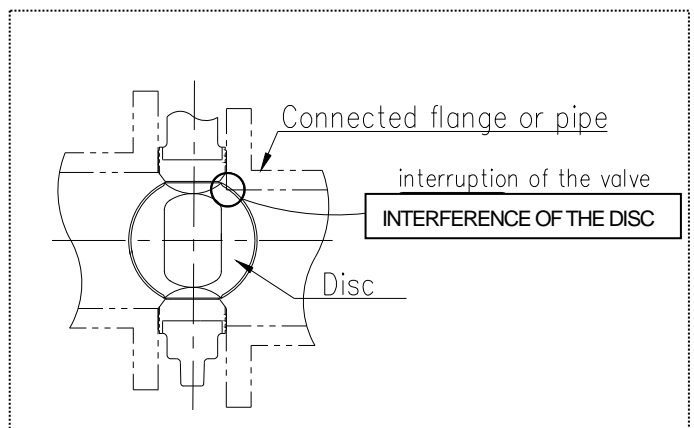 Connected flange or pipe
interruption of the valve
INTERFERENCE OF THE DISC
Disc